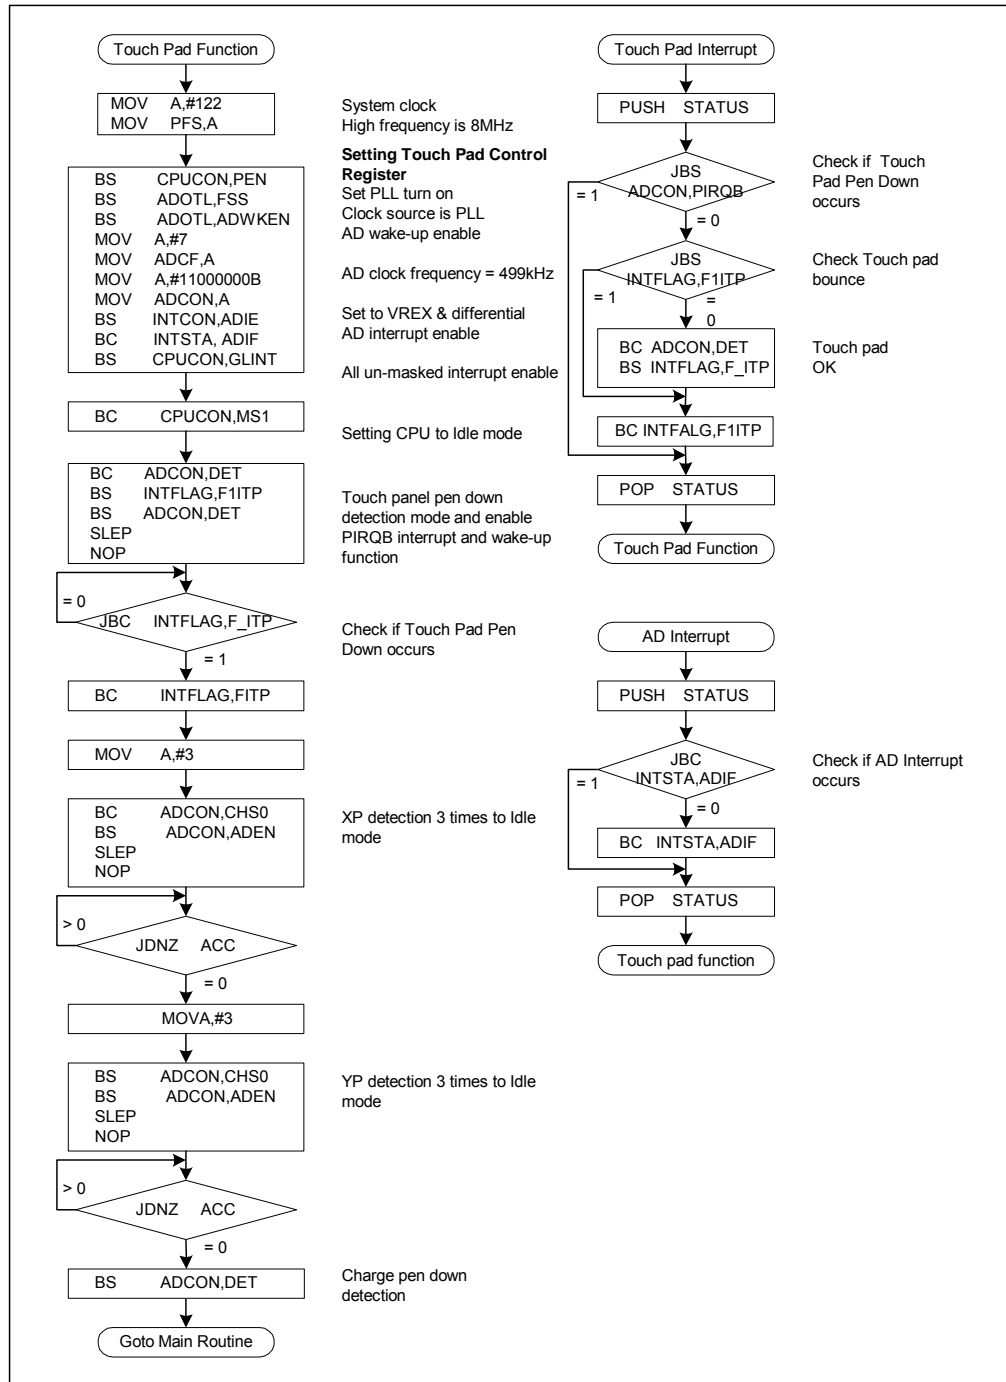 Touch Pad Function
MOV A,#122
MOV PFS,A
System clock
High frequency is 8MHz
BS CPUCON,PEN
BS ADOTL,FSS
BS ADOTL,ADWKEN
MOV A,#7
MOV ADCF,A
MOV A,#11000000B
MOV ADCON,A
BS INTCON,ADIE
BC INTSTA, ADIF
BS CPUCON,GLINT
Setting Touch Pad Control
Register
Set PLL turn on
Clock source is PLL
AD wake-up enable
AD clock frequency = 499kHz
Set to VREX & differential
AD interrupt enable
All un-masked interrupt enable
BC CPUCON,MS1
Setting CPU to Idle mode
BC ADCON,DET
BS INTFLAG,F1ITP
BS ADCON,DET
SLEP
NOP
Touch panel pen down
detection mode and enable
PIRQB interrupt and wake-up
function
= 0
JBC INTFLAG,F_ITP
= 1
Check if Touch Pad Pen
Down occurs
BC INTFLAG,FITP
MOV A,#3
BC ADCON,CHS0
BS ADCON,ADEN
SLEP
NOP
XP detection 3 times to Idle
mode
> 0
JDNZ ACC
= 0
MOVA,#3
BS ADCON,CHS0
BS ADCON,ADEN
SLEP
NOP
YP detection 3 times to Idle
mode
> 0
JDNZ ACC
= 0
BS ADCON,DET
Charge pen down
detection
Goto Main Routine
Touch Pad Interrupt
PUSH STATUS
JBS
ADCON,PIRQB
= 1
= 0
Check if Touch
Pad Pen Down
occurs
JBS
INTFLAG,F1ITP
= 1
=
0
Check Touch pad
bounce
BC ADCON,DET
BS INTFLAG,F_ITP
Touch pad
OK
BC INTFALG,F1ITP
POP STATUS
Touch Pad Function
AD Interrupt
PUSH STATUS
JBC
INTSTA,ADIF
= 1
= 0
Check if AD Interrupt
occurs
BC INTSTA,ADIF
POP STATUS
Touch pad function